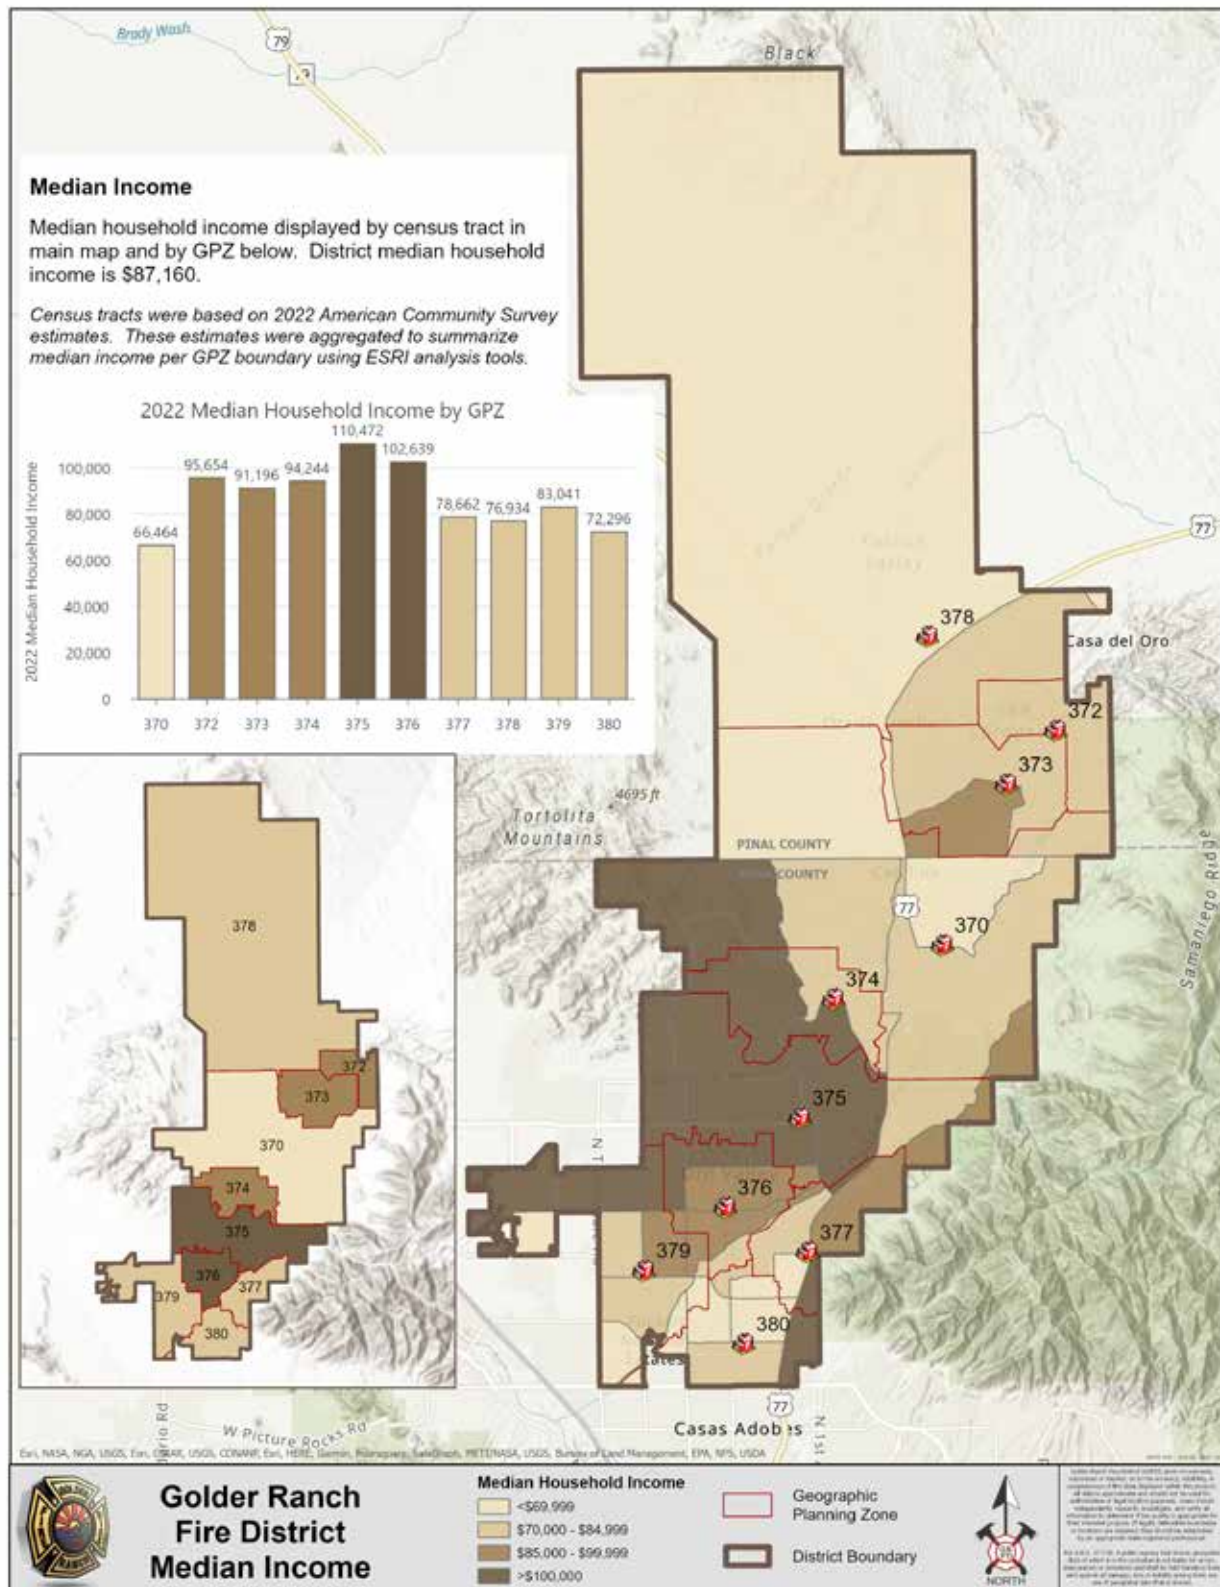 Brady Wash
79
79
Black
Median Income
Median household income displayed by census tract in
main map and by GPZ below. District median household
income is $87,160.
Census tracts were based on 2022 American Community Survey
estimates. These estimates were aggregated to summarize
median income per GPZ boundary using ESRI analysis tools.
2022 Median Household Income by GPZ
2022 Median Household Income
100,000
80,000
60,000
40,000
20,000
0
66,464
95,654
91,196
94,244
110,472
102,639
78,662
76,934
83,041
72,296
370 372 373 374 375 376 377 378 379 380
77
378
Casa del Oro
372
373
4695 ft
Tortolita
Mountains
PINAL COUNTY
COUNTY
77
370
Samaniego Ridge
374
375
N T
376
377
379
380
77
Casas Adobes
N 1st
W Picture Rocks Rd
378
372
373
370
374
375
376
377
379
380
Golder Ranch
Fire District
Median Income
Median Household Income
<$69,999
$70,000 - $84,999
$85,000 - $99,999
>$100,000
Geographic
Planning Zone
District Boundary
NORTH